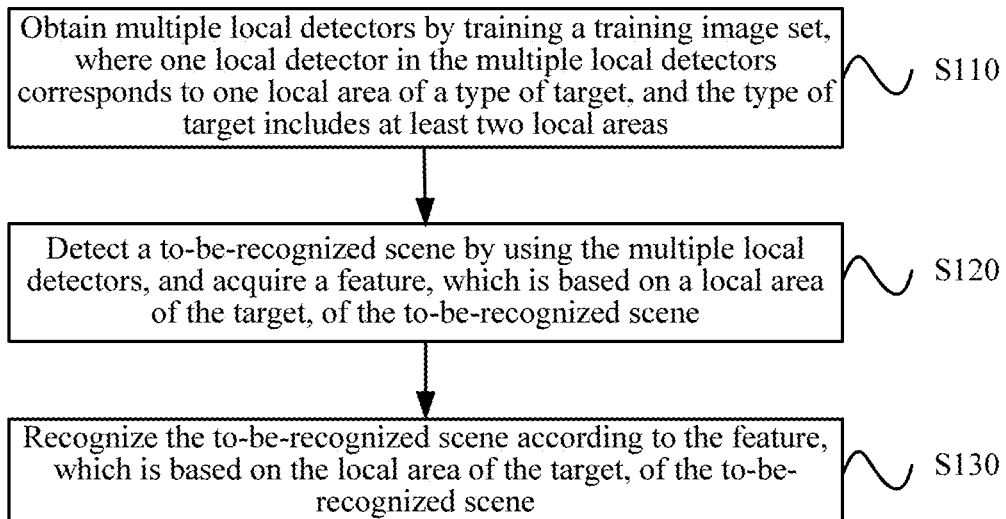 Obtain multiple local detectors by training a training image set,
where one local detector in the multiple local detectors
corresponds to one local area of a type of target, and the type of
target includes at least two local areas
S110
Detect a to-be-recognized scene by using the multiple local
detectors, and acquire a feature, which is based on a local area
of the target, of the to-be-recognized scene
S120
Recognize the to-be-recognized scene according to the feature,
which is based on the local area of the target, of the to-be-
recognized scene
S130